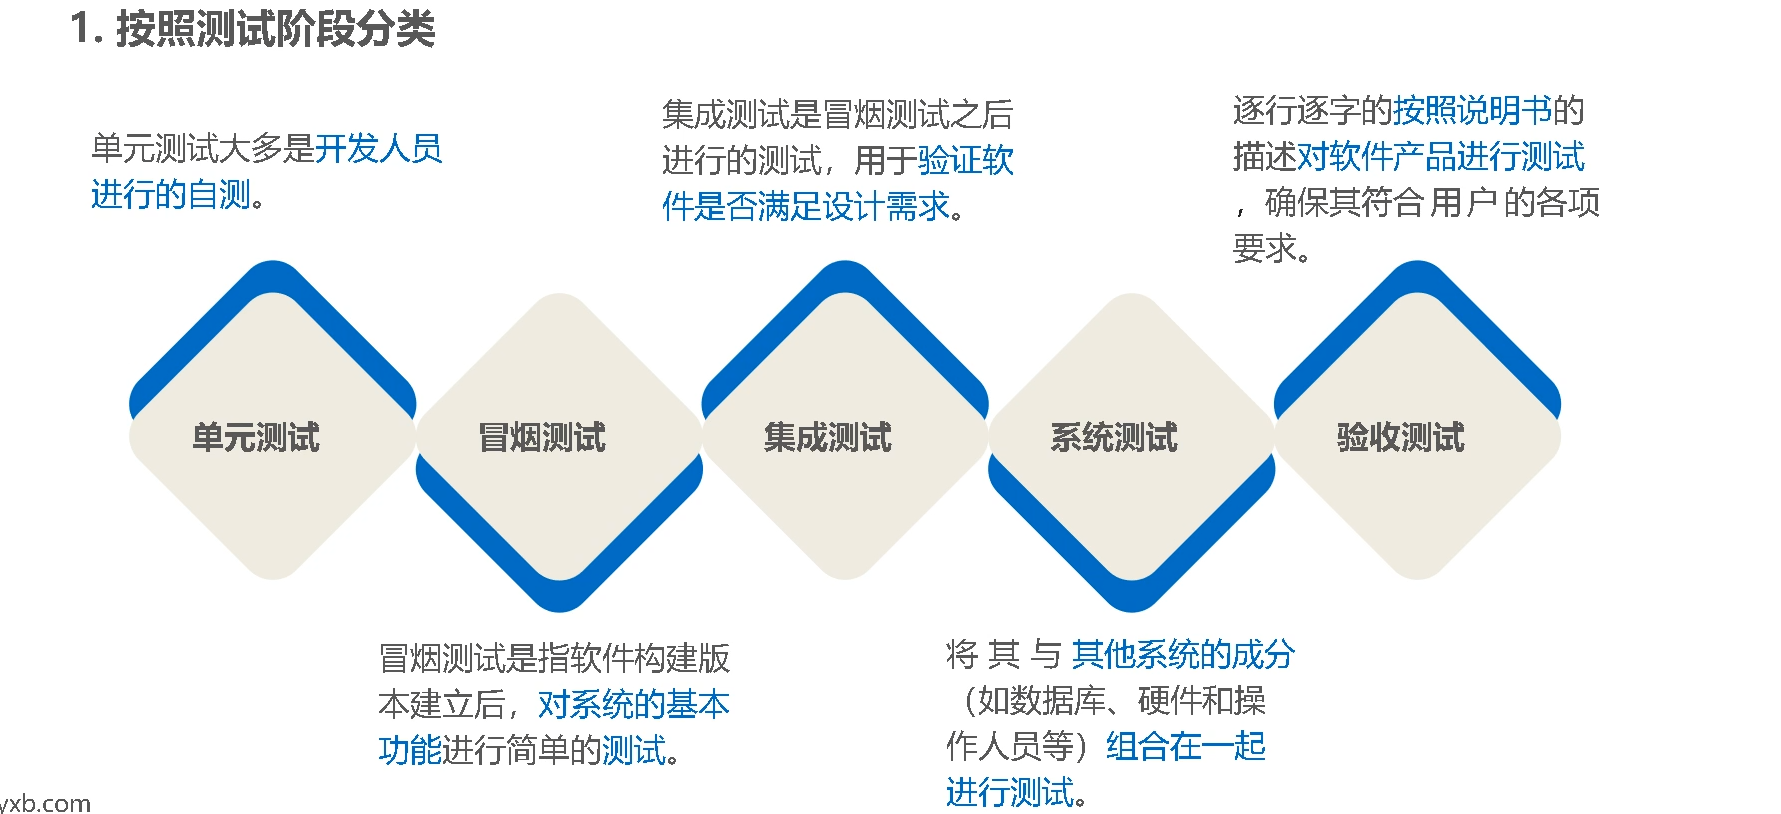 1. 按照测试阶段分类
单元测试大多是开发人员
进行的自测。
集成测试是冒烟测试之后
进行的测试，用于验证软
件是否满足设计需求。
逐行逐字的按照说明书的
描述对软件产品进行测试
，确保其符合用户的各项
要求。
单元测试
冒烟测试
集成测试
系统测试
验收测试
冒烟测试是指软件构建版
本建立后，对系统的基本
功能进行简单的测试。
将其与其他系统的成分
（如数据库、硬件和操
作人员等）组合在一起
进行测试。
yxb.com